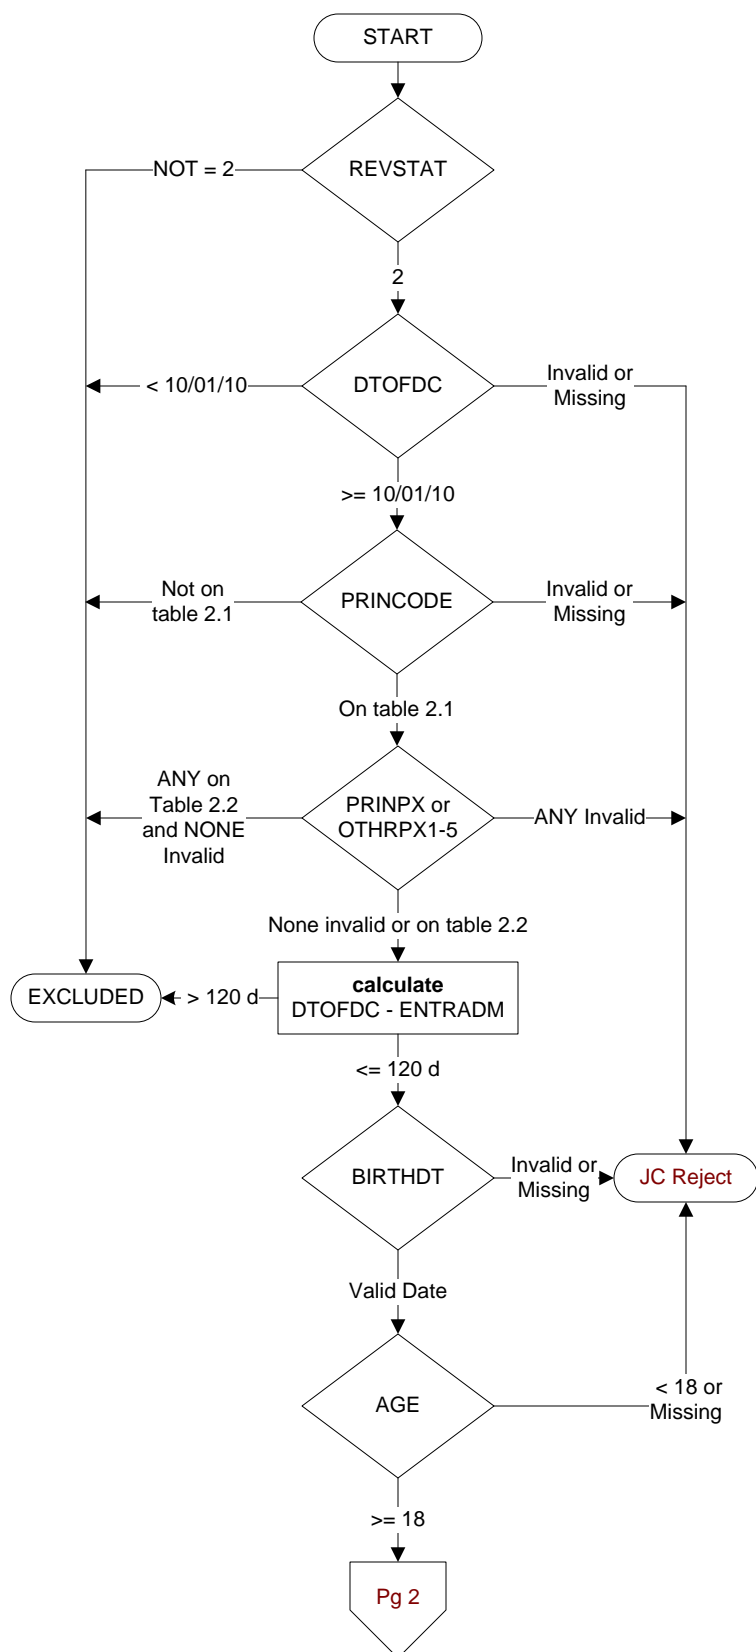 START
REVSTAT
NOT = 2
2
DTOFDC
< 10/01/10
Invalid or
Missing
>= 10/01/10
PRINCODE
Not on
table 2.1
Invalid or
Missing
On table 2.1
PRINPX or
OTHRPX1-5
ANY on
Table 2.2
and NONE
Invalid
ANY Invalid
None invalid or on table 2.2
calculate
DTOFDC - ENTRADM
> 120 d
EXCLUDED
<= 120 d
BIRTHDT
Invalid or
Missing
JC Reject
Valid Date
AGE
< 18 or
Missing
>= 18
Pg 2